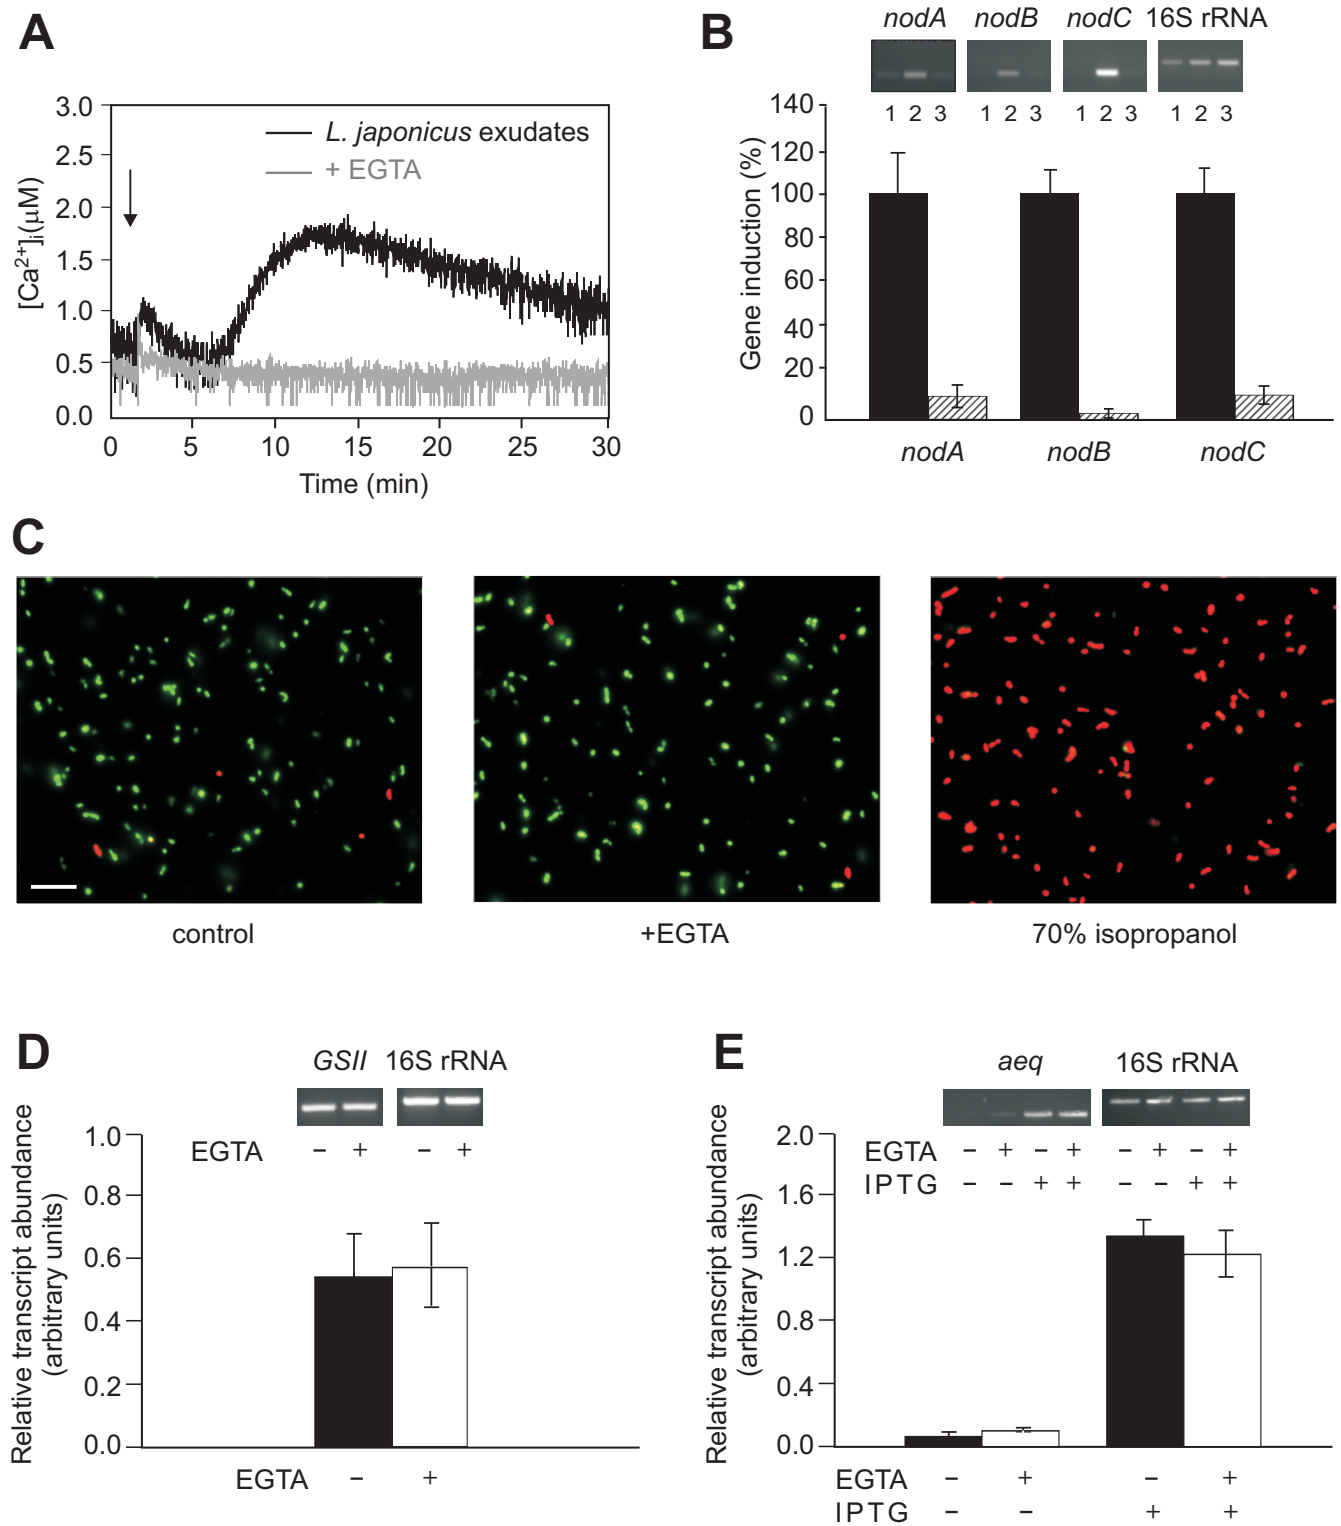 A
[Ca2+]i(μM)
3.0
2.5
2.0
1.5
1.0
0.5
0.0
L. japonicus exudates
+ EGTA
0 5 10 15 20 25 30
Time (min)
B
nodA nodB nodC 16S rRNA
1 2 3 1 2 3 1 2 3 1 2 3
Gene induction (%)
140
120
100
80
60
40
20
0
nodA nodB nodC
C
control
+EGTA
70% isopropanol
D
GSII 16S rRNA
EGTA – + – +
Relative transcript abundance
(arbitrary units)
1.0
0.8
0.6
0.4
0.2
0.0
EGTA – +
E
aeq 16S rRNA
EGTA – + – + – + – +
IPTG – – + + – – + +
Relative transcript abundance
(arbitrary units)
2.0
1.6
1.2
0.8
0.4
0.0
EGTA – + – +
IPTG – – + +